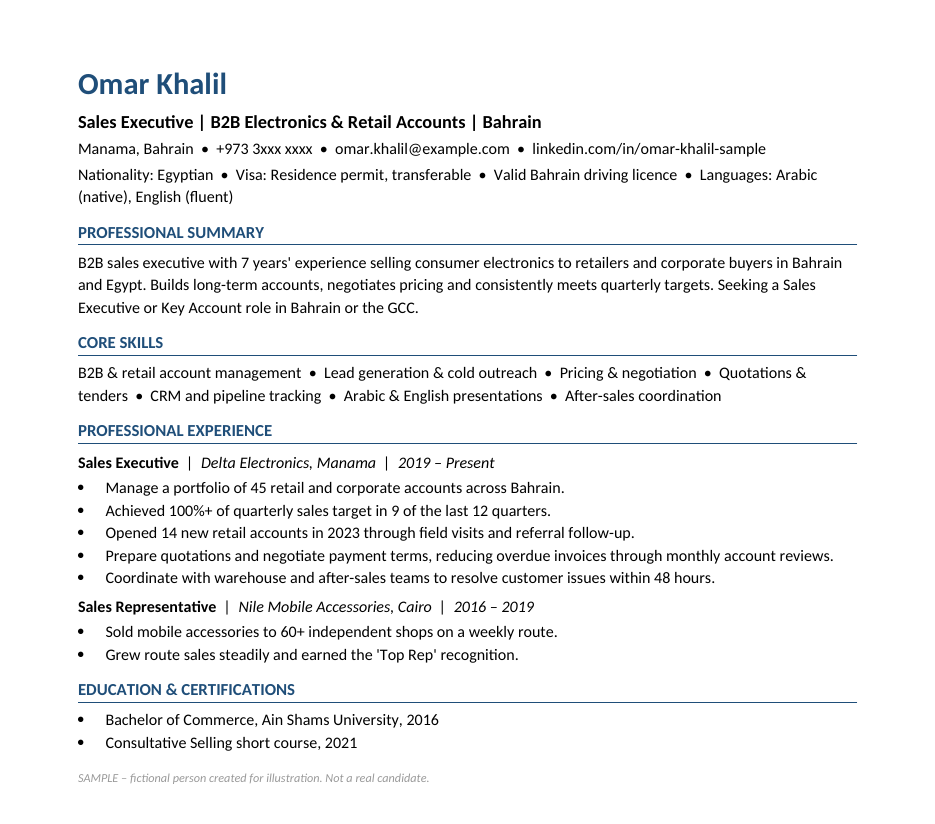 Omar Khalil
Sales Executive | B2B Electronics & Retail Accounts | Bahrain
Manama, Bahrain • +973 3xxx xxxx • omar.khalil@example.com • linkedin.com/in/omar-khalil-sample
Nationality: Egyptian • Visa: Residence permit, transferable • Valid Bahrain driving licence • Languages: Arabic
(native), English (fluent)
PROFESSIONAL SUMMARY
B2B sales executive with 7 years' experience selling consumer electronics to retailers and corporate buyers in Bahrain
and Egypt. Builds long-term accounts, negotiates pricing and consistently meets quarterly targets. Seeking a Sales
Executive or Key Account role in Bahrain or the GCC.
CORE SKILLS
B2B & retail account management • Lead generation & cold outreach • Pricing & negotiation • Quotations &
tenders • CRM and pipeline tracking • Arabic & English presentations • After-sales coordination
PROFESSIONAL EXPERIENCE
Sales Executive | Delta Electronics, Manama | 2019 – Present
• Manage a portfolio of 45 retail and corporate accounts across Bahrain.
• Achieved 100%+ of quarterly sales target in 9 of the last 12 quarters.
• Opened 14 new retail accounts in 2023 through field visits and referral follow-up.
• Prepare quotations and negotiate payment terms, reducing overdue invoices through monthly account reviews.
• Coordinate with warehouse and after-sales teams to resolve customer issues within 48 hours.
Sales Representative | Nile Mobile Accessories, Cairo | 2016 – 2019
• Sold mobile accessories to 60+ independent shops on a weekly route.
• Grew route sales steadily and earned the 'Top Rep' recognition.
EDUCATION & CERTIFICATIONS
• Bachelor of Commerce, Ain Shams University, 2016
• Consultative Selling short course, 2021
SAMPLE – fictional person created for illustration. Not a real candidate.